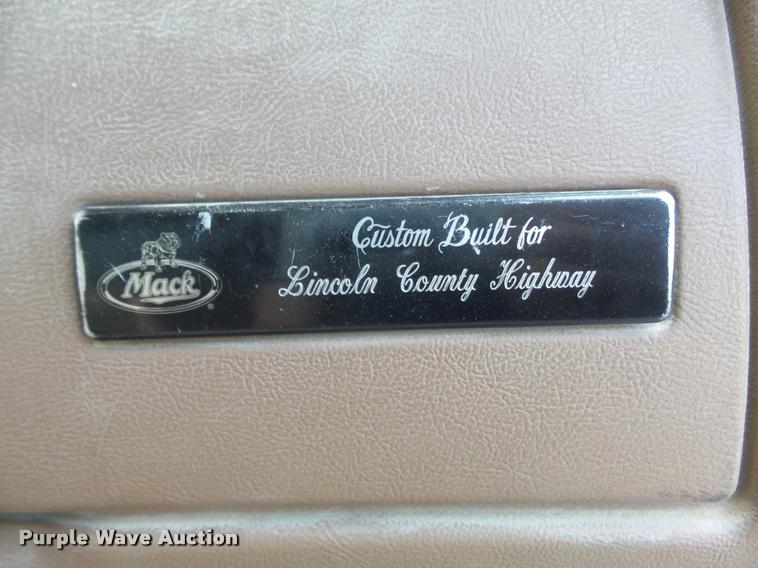 Custom Built for
Mack®
Lincoln County Highway
Purple Wave Auction